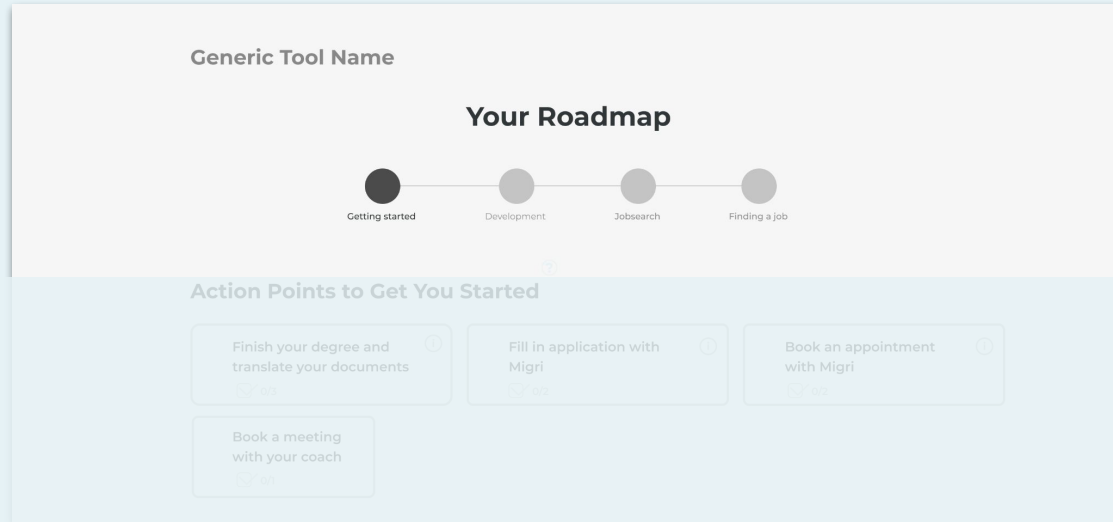 Generic Tool Name
Your Roadmap
Getting started
Development
Jobsearch
Finding a job
Action Points to Get You Started
Finish your degree and
translate your documents
Fill in application with
Migri
Book an appointment
with Migri
Book a meeting
with your coach